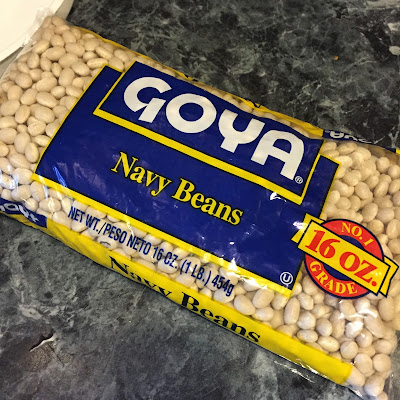 GOYA®
Navy Beans
NET WT./PESO NETO 16 OZ. (1 LB.) 454g
U
NO. 1
16 OZ.
GRADE
Navy Beans